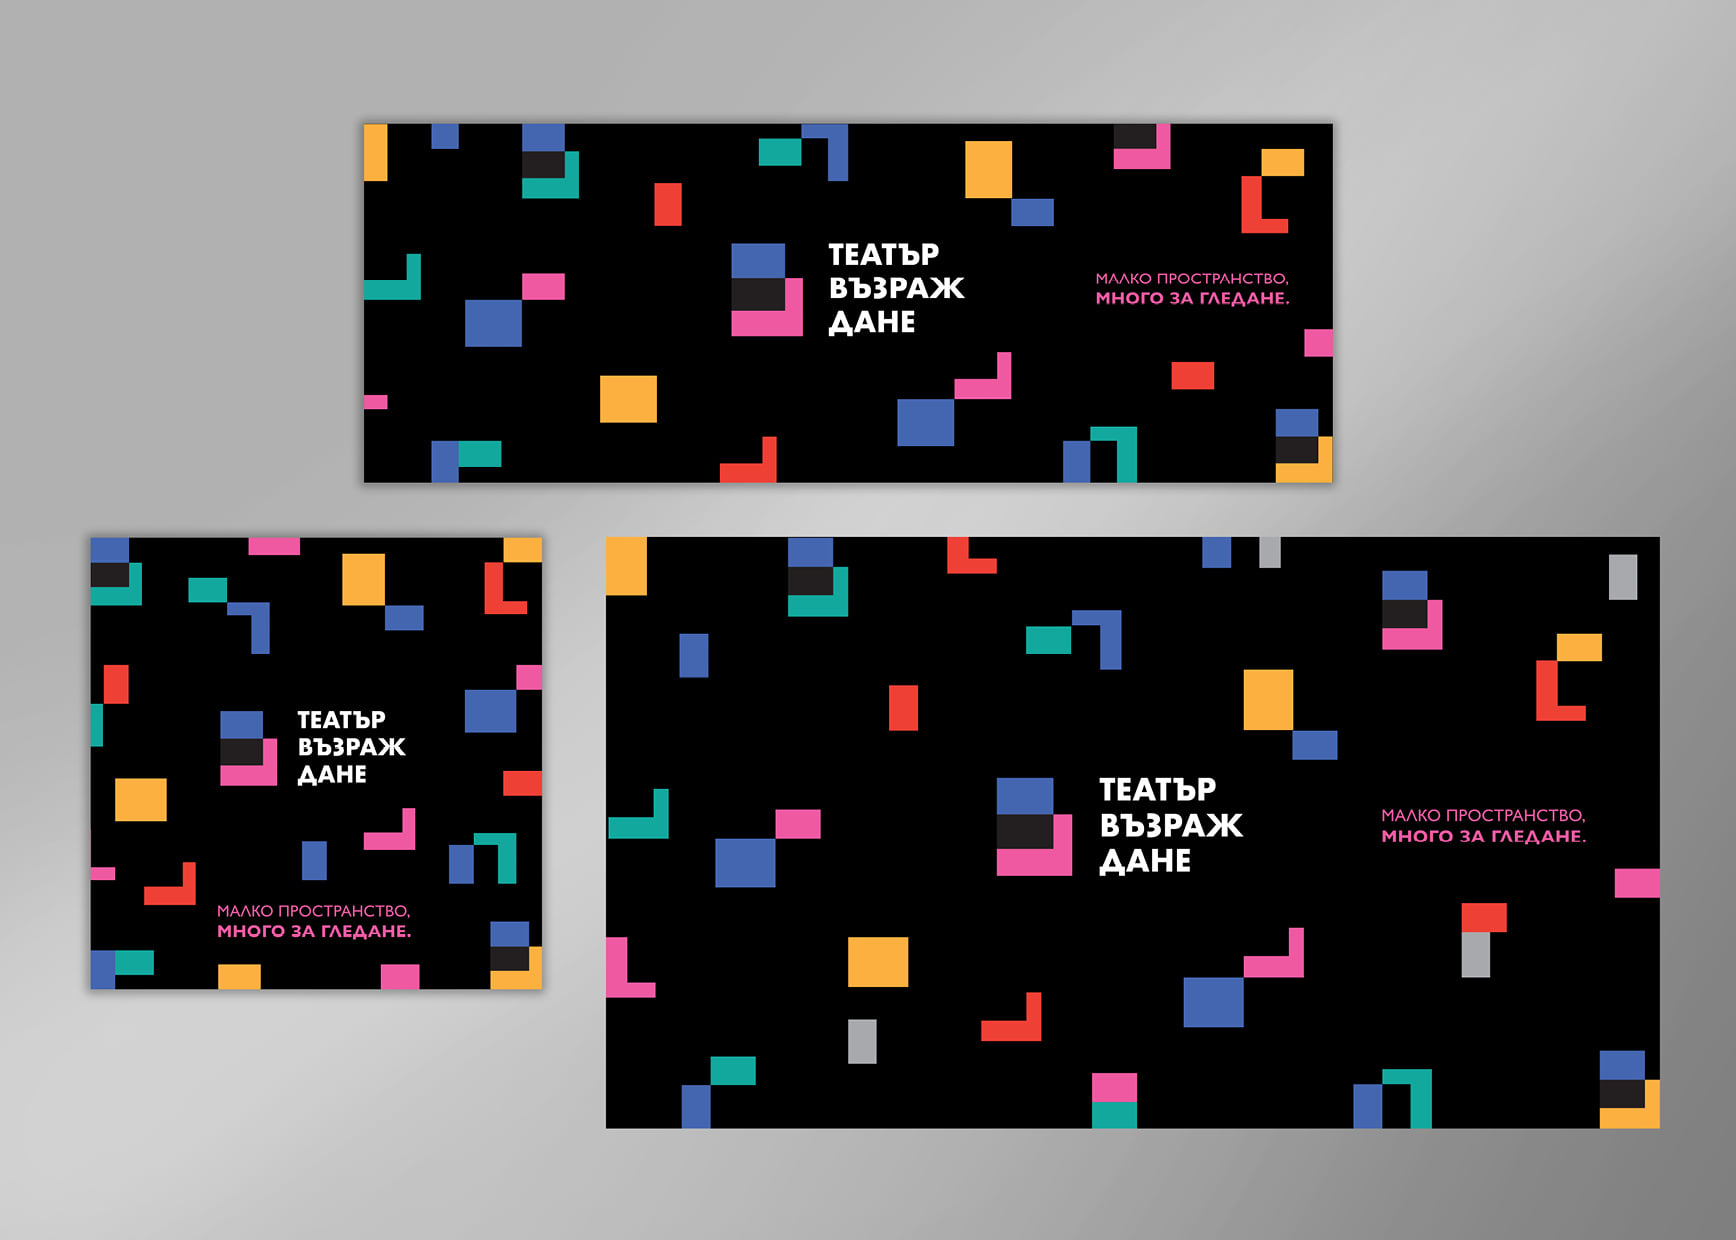 ТЕАТЪР
ВЪЗРАЖ
ДАНЕ
МАЛКО ПРОСТРАНСТВО,
МНОГО ЗА ГЛЕДАНЕ.
ТЕАТЪР
ВЪЗРАЖ
ДАНЕ
МАЛКО ПРОСТРАНСТВО,
МНОГО ЗА ГЛЕДАНЕ.
ТЕАТЪР
ВЪЗРАЖ
ДАНЕ
МАЛКО ПРОСТРАНСТВО,
МНОГО ЗА ГЛЕДАНЕ.